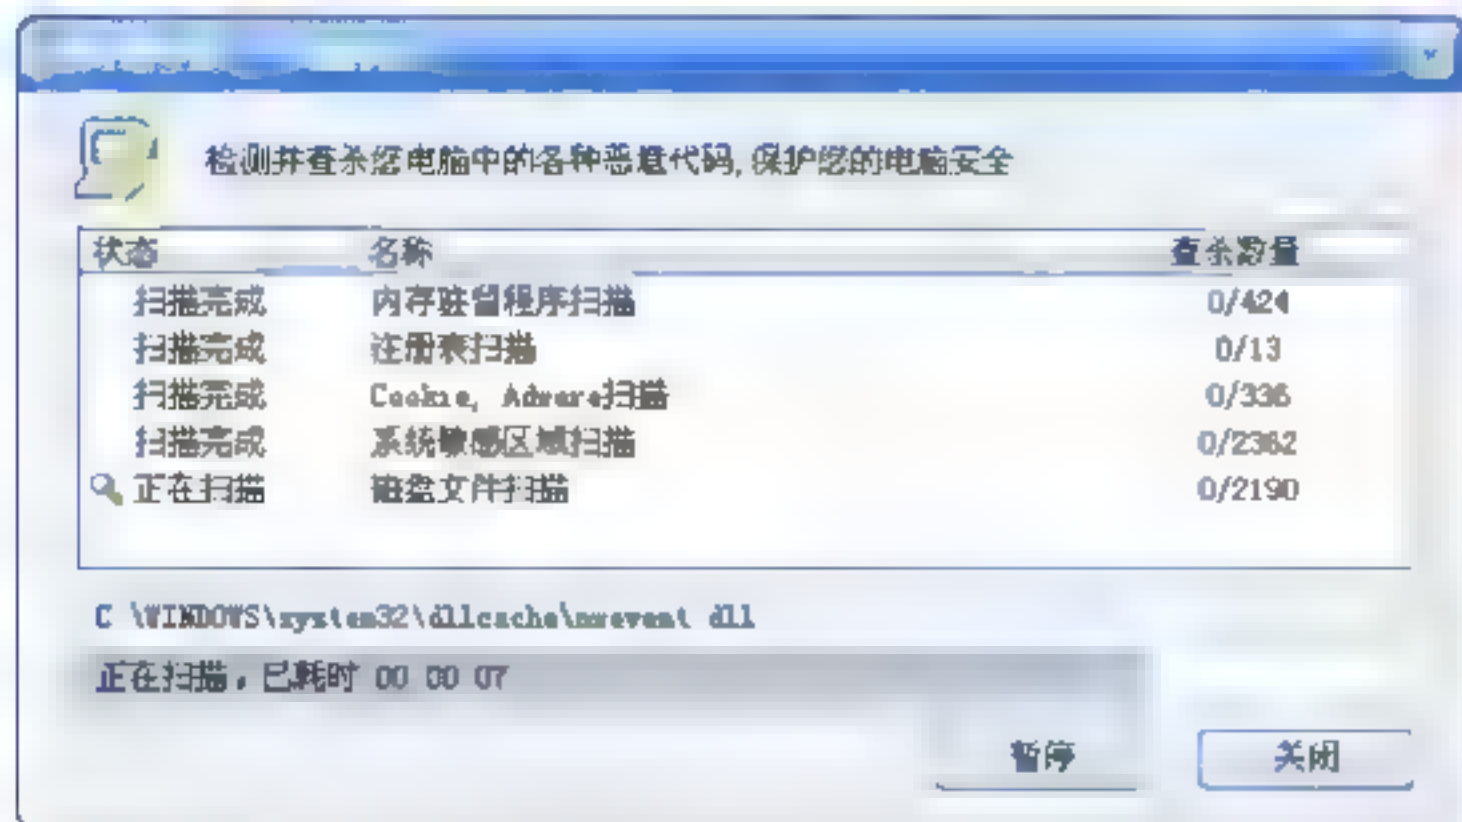 检测并查杀您电脑中的各种恶意代码,保护您的电脑安全
状态 名称 查杀数量
扫描完成 内存驻留程序扫描 0/424
扫描完成 注册表扫描 0/13
扫描完成 Cookie, Adware扫描 0/336
扫描完成 系统敏感区域扫描 0/2362
正在扫描 磁盘文件扫描 0/2190
C:\WINDOWS\system32\dllcache\
正在扫描，已耗时 00:00:07
暂停 关闭